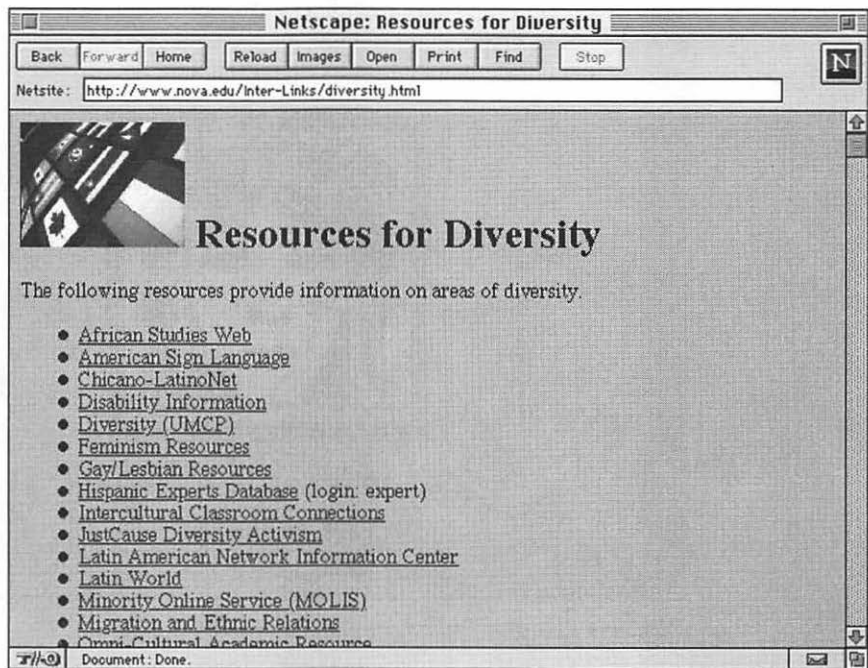 Netscape: Resources for Diversity
Back Forward Home Reload Images Open Print Find Stop
N
Netsite: http://www.nova.edu/Inter-Links/diversity.html
Resources for Diversity
The following resources provide information on areas of diversity.
African Studies Web
American Sign Language
Chicano-LatinoNet
Disability Information
Diversity (UMCP)
Feminism Resources
Gay/Lesbian Resources
Hispanic Experts Database (login: expert)
Intercultural Classroom Connections
JustCause Diversity Activism
Latin American Network Information Center
Latin World
Minority Online Service (MOLIS)
Migration and Ethnic Relations
Omni-Cultural Academic Resource
Document: Done.